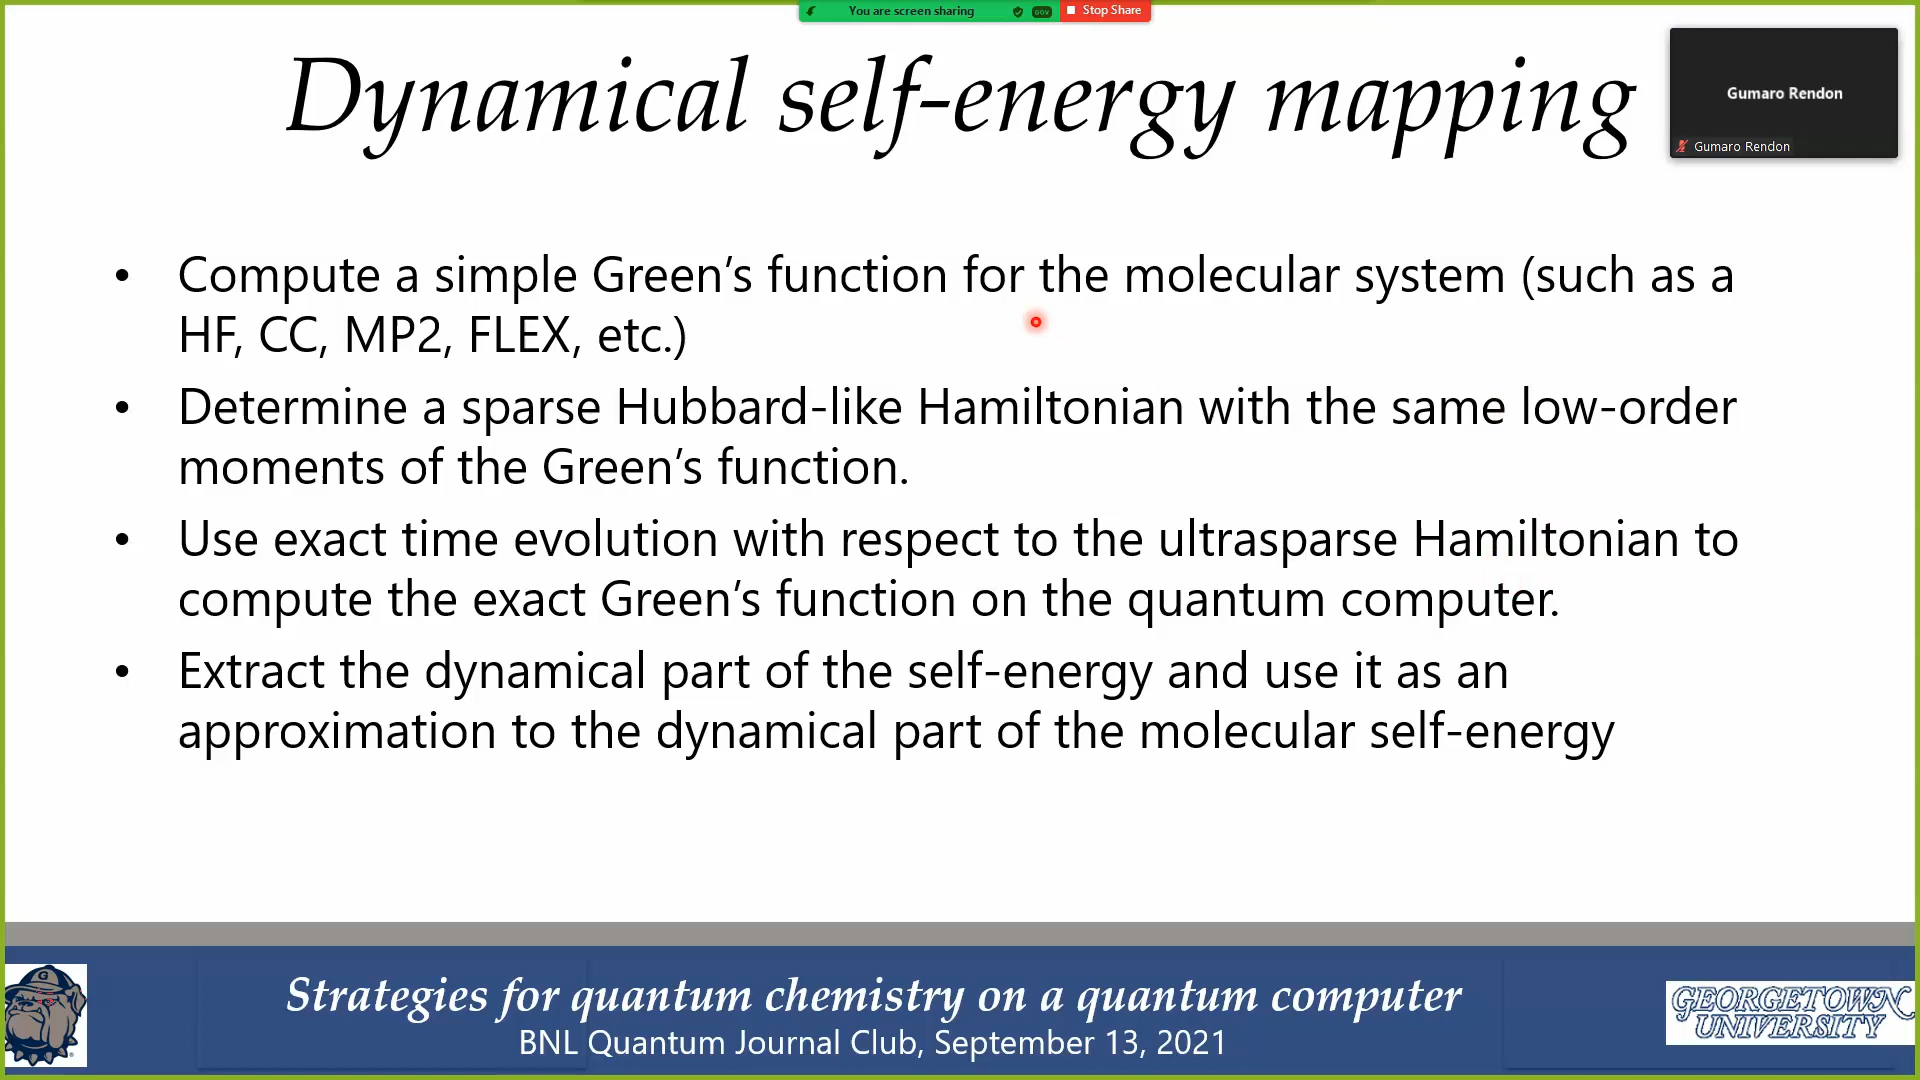 You are screen sharing
GOV
Stop Share
Dynamical self-energy mapping
Gumaro Rendon
Gumaro Rendon
• Compute a simple Green’s function for the molecular system (such as a
HF, CC, MP2, FLEX, etc.)
• Determine a sparse Hubbard-like Hamiltonian with the same low-order
moments of the Green’s function.
• Use exact time evolution with respect to the ultrasparse Hamiltonian to
compute the exact Green’s function on the quantum computer.
• Extract the dynamical part of the self-energy and use it as an
approximation to the dynamical part of the molecular self-energy
G
Strategies for quantum chemistry on a quantum computer
BNL Quantum Journal Club, September 13, 2021
GEORGETOWN
UNIVERSITY